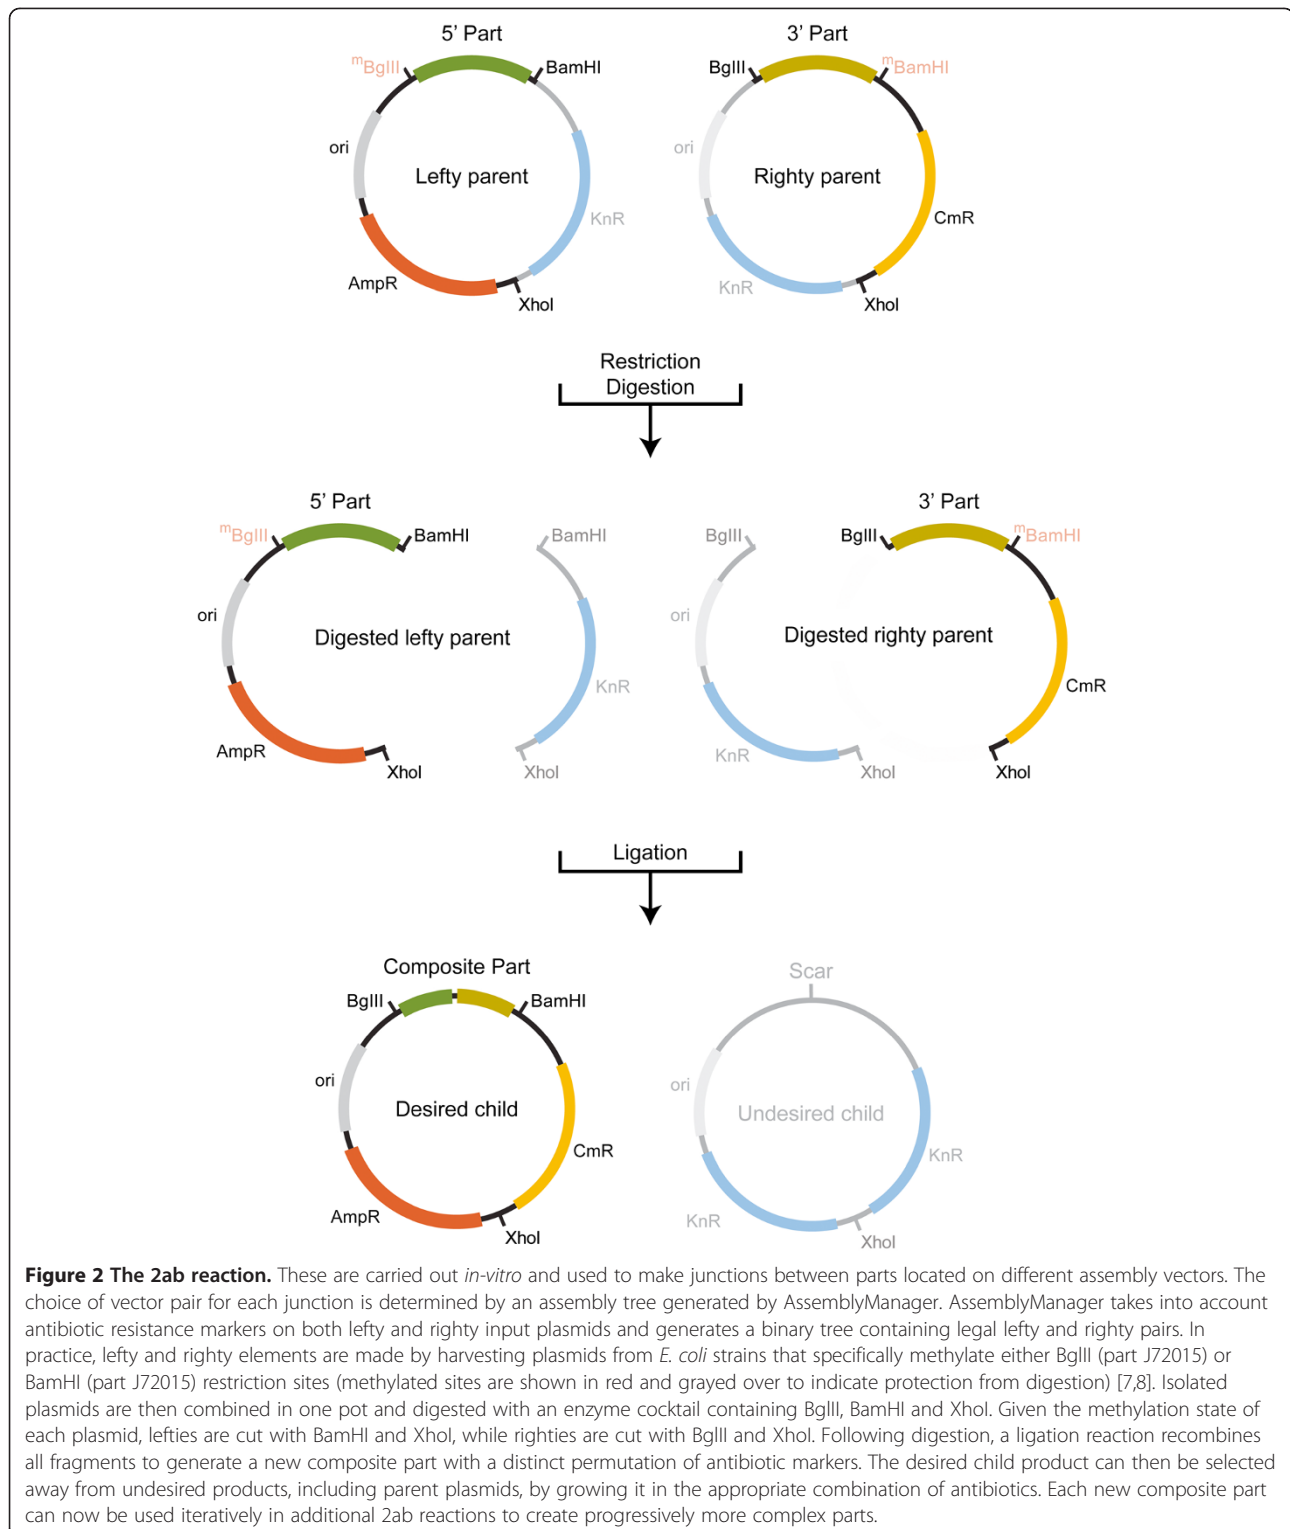 5’ Part
3’ Part
mBglII
BamHI
BglII
mBamHI
ori
ori
Lefty parent
Righty parent
KnR
CmR
AmpR
KnR
XhoI
XhoI
Restriction
Digestion
5’ Part
3’ Part
mBglII
BamHI
BamHI
BglII
BglII
mBamHI
ori
ori
Digested lefty parent
Digested righty parent
KnR
CmR
AmpR
KnR
XhoI
XhoI
XhoI
XhoI
Ligation
Composite Part
Scar
BglII
BamHI
ori
ori
Desired child
Undesired child
CmR
KnR
AmpR
KnR
XhoI
XhoI
Figure 2 The 2ab reaction. These are carried out in-vitro and used to make junctions between parts located on different assembly vectors. The
choice of vector pair for each junction is determined by an assembly tree generated by AssemblyManager. AssemblyManager takes into account
antibiotic resistance markers on both lefty and righty input plasmids and generates a binary tree containing legal lefty and righty pairs. In
practice, lefty and righty elements are made by harvesting plasmids from E. coli strains that specifically methylate either BglII (part J72015) or
BamHI (part J72015) restriction sites (methylated sites are shown in red and grayed over to indicate protection from digestion) [7,8]. Isolated
plasmids are then combined in one pot and digested with an enzyme cocktail containing BglII, BamHI and XhoI. Given the methylation state of
each plasmid, lefties are cut with BamHI and XhoI, while righties are cut with BglII and XhoI. Following digestion, a ligation reaction recombines
all fragments to generate a new composite part with a distinct permutation of antibiotic markers. The desired child product can then be selected
away from undesired products, including parent plasmids, by growing it in the appropriate combination of antibiotics. Each new composite part
can now be used iteratively in additional 2ab reactions to create progressively more complex parts.